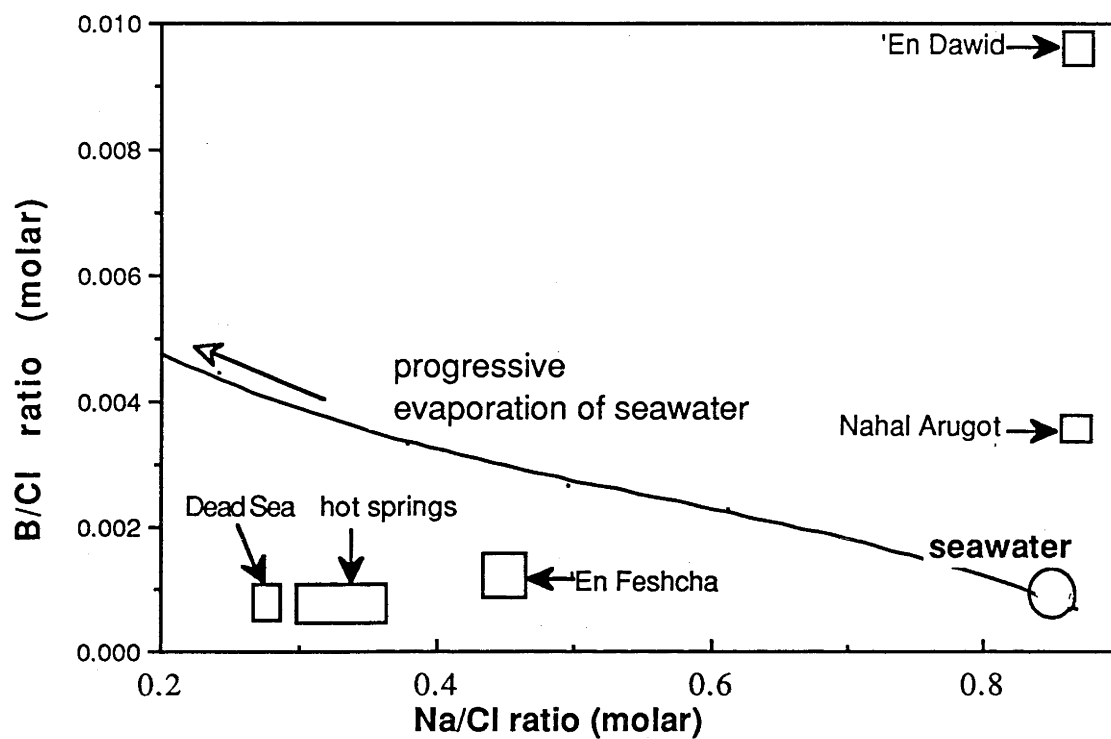 0.010
'En Dawid
0.008
0.006
progressive
evaporation of seawater
0.004
Nahal Arugot
Dead Sea
hot springs
0.002
seawater
'En Feshcha
0.000
0.2
0.4
0.6
0.8
B/Cl ratio (molar)
Na/Cl ratio (molar)